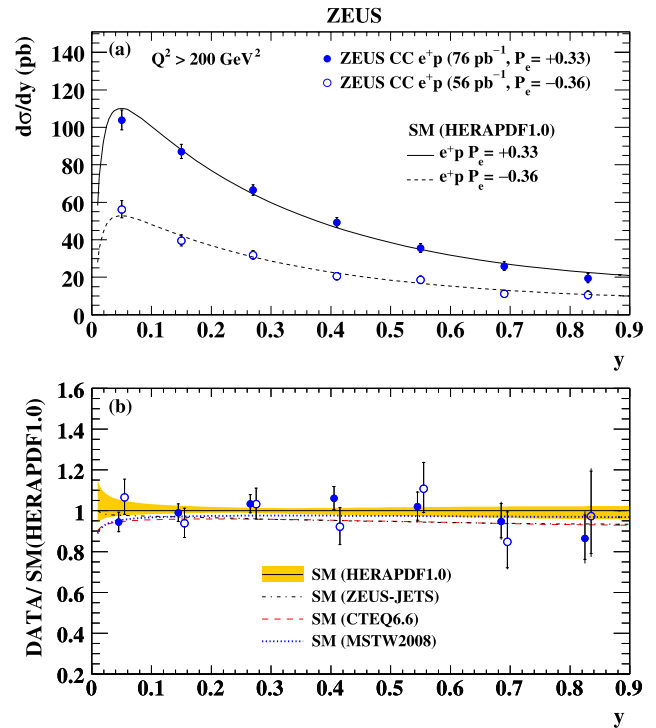 ZEUS
dσ/dy (pb)
(a)
Q² > 200 GeV²
ZEUS CC e⁺p (76 pb⁻¹, Pₑ= +0.33)
ZEUS CC e⁺p (56 pb⁻¹, Pₑ= −0.36)
SM (HERAPDF1.0)
e⁺p Pₑ= +0.33
e⁺p Pₑ= −0.36
140
120
100
80
60
40
20
0
0 0.1 0.2 0.3 0.4 0.5 0.6 0.7 0.8 0.9
y
DATA/ SM(HERAPDF1.0)
(b)
1.6
1.4
1.2
1
0.8
0.6
0.4
0.2
SM (HERAPDF1.0)
SM (ZEUS-JETS)
SM (CTEQ6.6)
SM (MSTW2008)
0 0.1 0.2 0.3 0.4 0.5 0.6 0.7 0.8 0.9
y